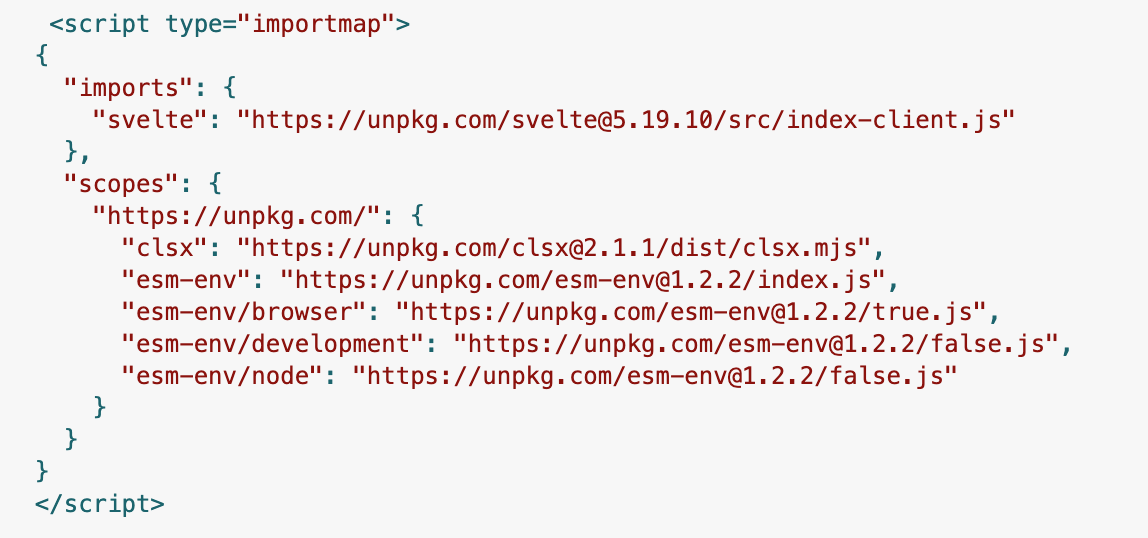 <script type="importmap">
{
  "imports": {
    "svelte": "https://unpkg.com/svelte@5.19.10/src/index-client.js"
  },
  "scopes": {
    "https://unpkg.com/": {
      "clsx": "https://unpkg.com/clsx@2.1.1/dist/clsx.mjs",
      "esm-env": "https://unpkg.com/esm-env@1.2.2/index.js",
      "esm-env/browser": "https://unpkg.com/esm-env@1.2.2/true.js",
      "esm-env/development": "https://unpkg.com/esm-env@1.2.2/false.js",
      "esm-env/node": "https://unpkg.com/esm-env@1.2.2/false.js"
    }
  }
}
</script>